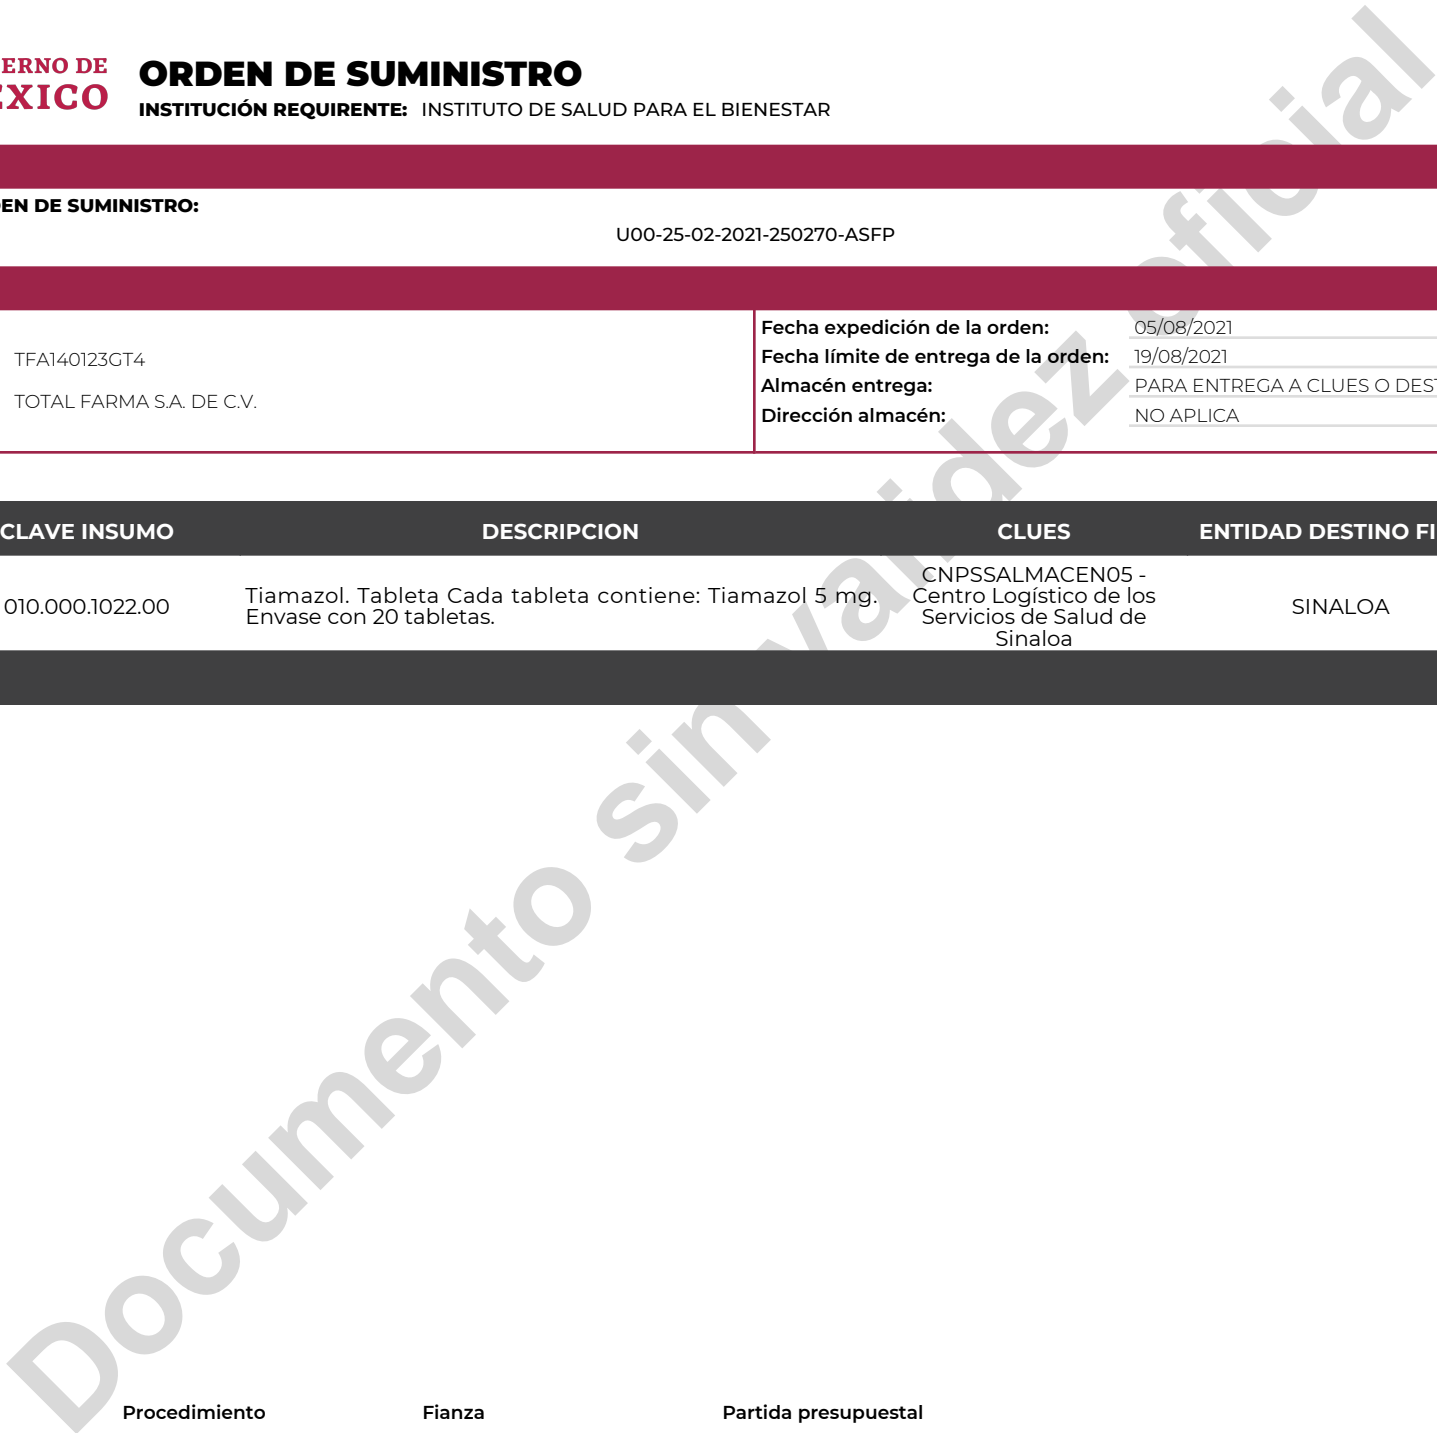 ERNO DE
EXICO
ORDEN DE SUMINISTRO
INSTITUCIÓN REQUIRENTE: INSTITUTO DE SALUD PARA EL BIENESTAR
EN DE SUMINISTRO:
U00-25-02-2021-250270-ASFP
TFA140123GT4
TOTAL FARMA S.A. DE C.V.
Fecha expedición de la orden: 05/08/2021
Fecha límite de entrega de la orden: 19/08/2021
Almacén entrega: PARA ENTREGA A CLUES O DEST
Dirección almacén: NO APLICA
CLAVE INSUMO DESCRIPCION CLUES ENTIDAD DESTINO FI
010.000.1022.00
Tiamazol. Tableta Cada tableta contiene: Tiamazol 5 mg.
Envase con 20 tabletas.
CNPSSALMACEN05 -
Centro Logístico de los
Servicios de Salud de
Sinaloa
SINALOA
Documento sin validez oficial
Procedimiento Fianza Partida presupuestal